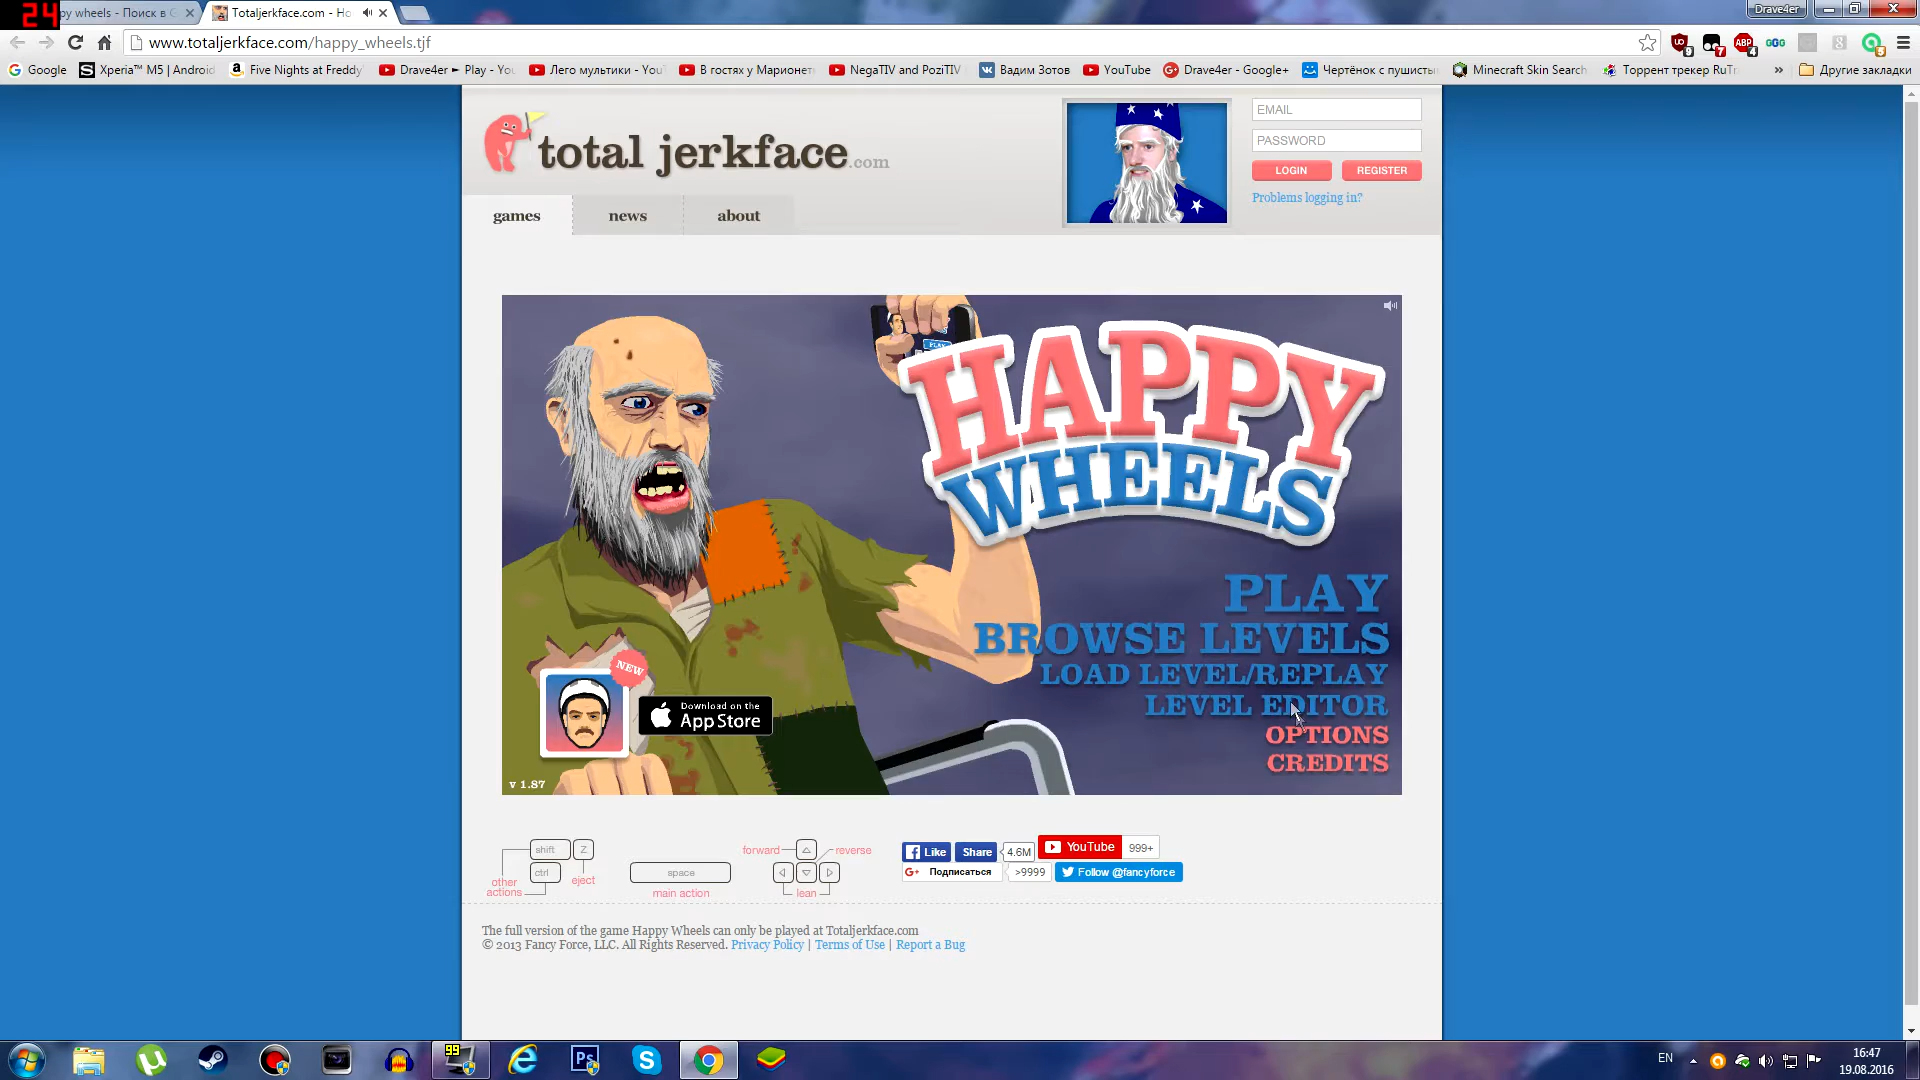 24
py wheels - Поиск в G
Totaljerkface.com - Ho
Drave4er
www.totaljerkface.com/happy_wheels.tjf
Google
Xperia™ M5 | Android
Five Nights at Freddy
Drave4er ► Play - You
Лего мультики - YouT
В гостях у Марионет
NegaTIV and PoziTIV
Вадим Зотов
YouTube
Drave4er - Google+
Чертёнок с пушисты
Minecraft Skin Search
Торрент трекер RuTr
»
Другие закладки
total jerkface.com
EMAIL
PASSWORD
LOGIN
REGISTER
Problems logging in?
games
news
about
HAPPY
WHEELS
PLAY
PLAY
BROWSE LEVELS
LOAD LEVEL/REPLAY
LEVEL EDITOR
OPTIONS
CREDITS
NEW
Download on the
App Store
v 1.87
shift
Z
ctrl
other
actions
eject
space
main action
forward
reverse
lean
Like
Share
4.6M
YouTube
999+
G+ Подписаться
>9999
Follow @fancyforce
The full version of the game Happy Wheels can only be played at Totaljerkface.com
© 2013 Fancy Force, LLC. All Rights Reserved. Privacy Policy | Terms of Use | Report a Bug
99
Ps
EN
16:47
19.08.2016